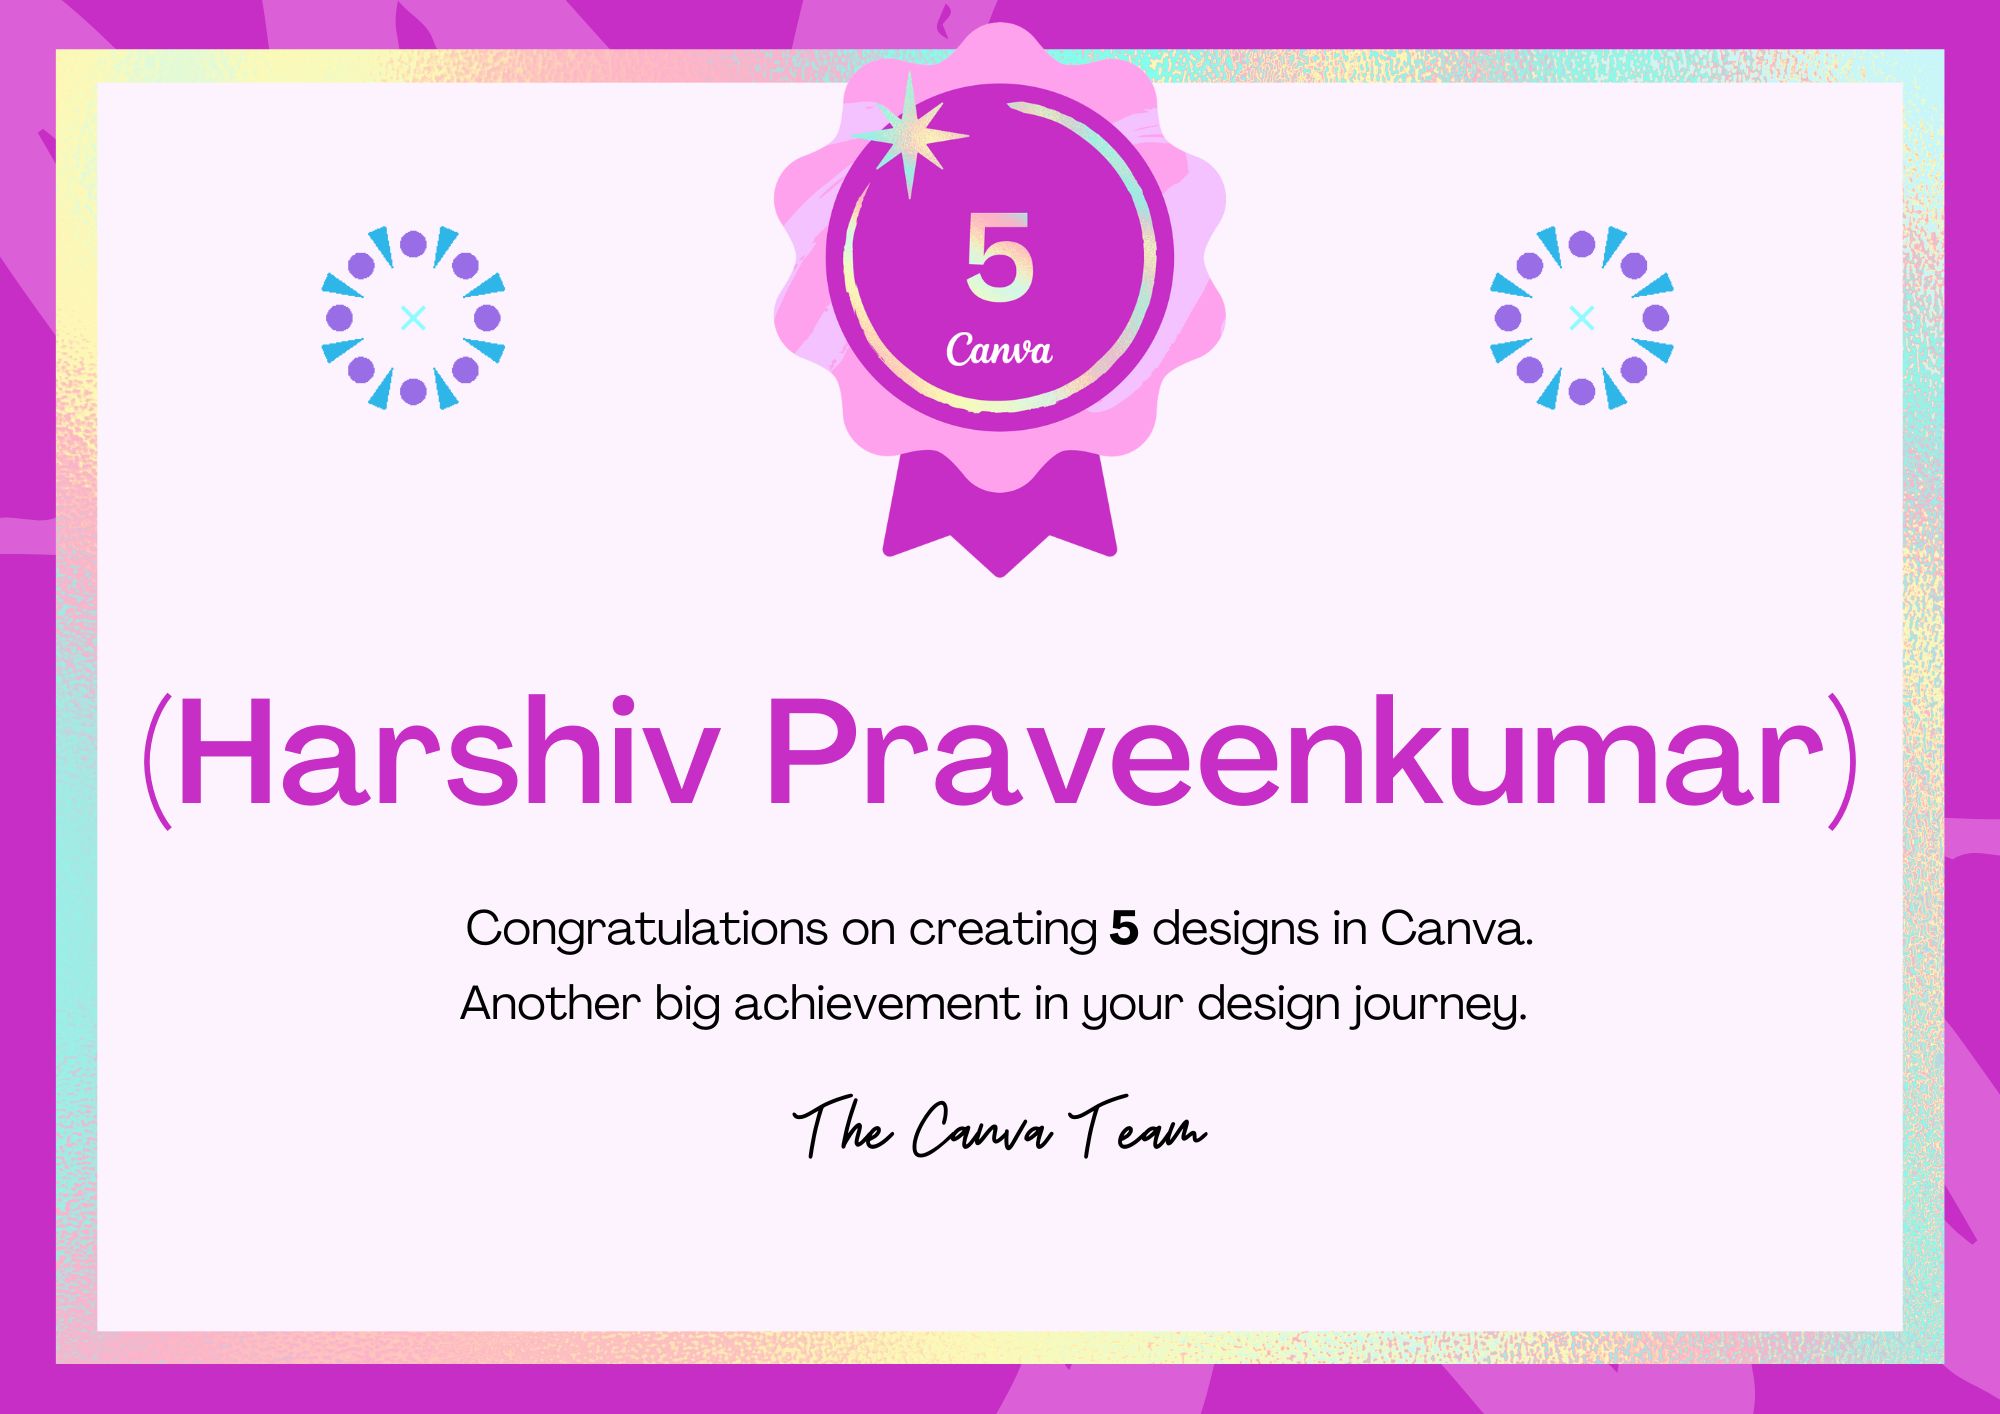 5
Canva
(Harshiv Praveenkumar)
Congratulations on creating 5 designs in Canva.
Another big achievement in your design journey.
The Canva Team